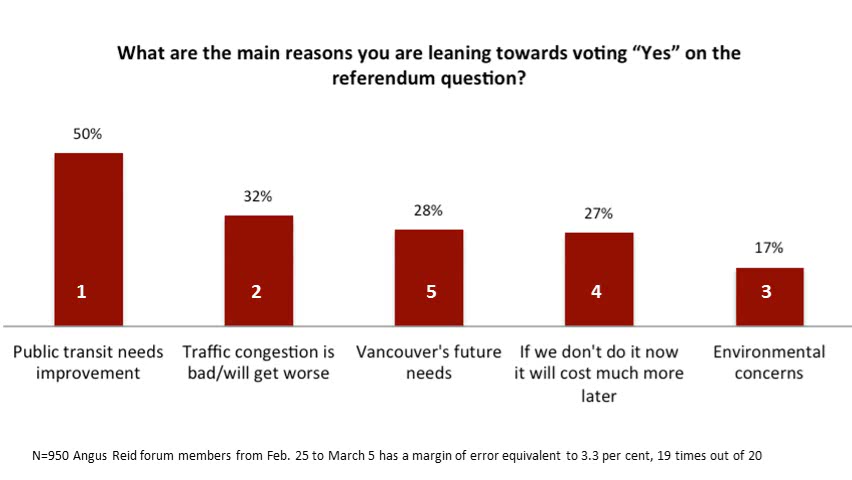 What are the main reasons you are leaning towards voting “Yes” on the
referendum question?
50%
32%
28%
27%
17%
1
2
5
4
3
Public transit needs
improvement
Traffic congestion is
bad/will get worse
Vancouver's future
needs
If we don't do it now
it will cost much more
later
Environmental
concerns
N=950 Angus Reid forum members from Feb. 25 to March 5 has a margin of error equivalent to 3.3 per cent, 19 times out of 20